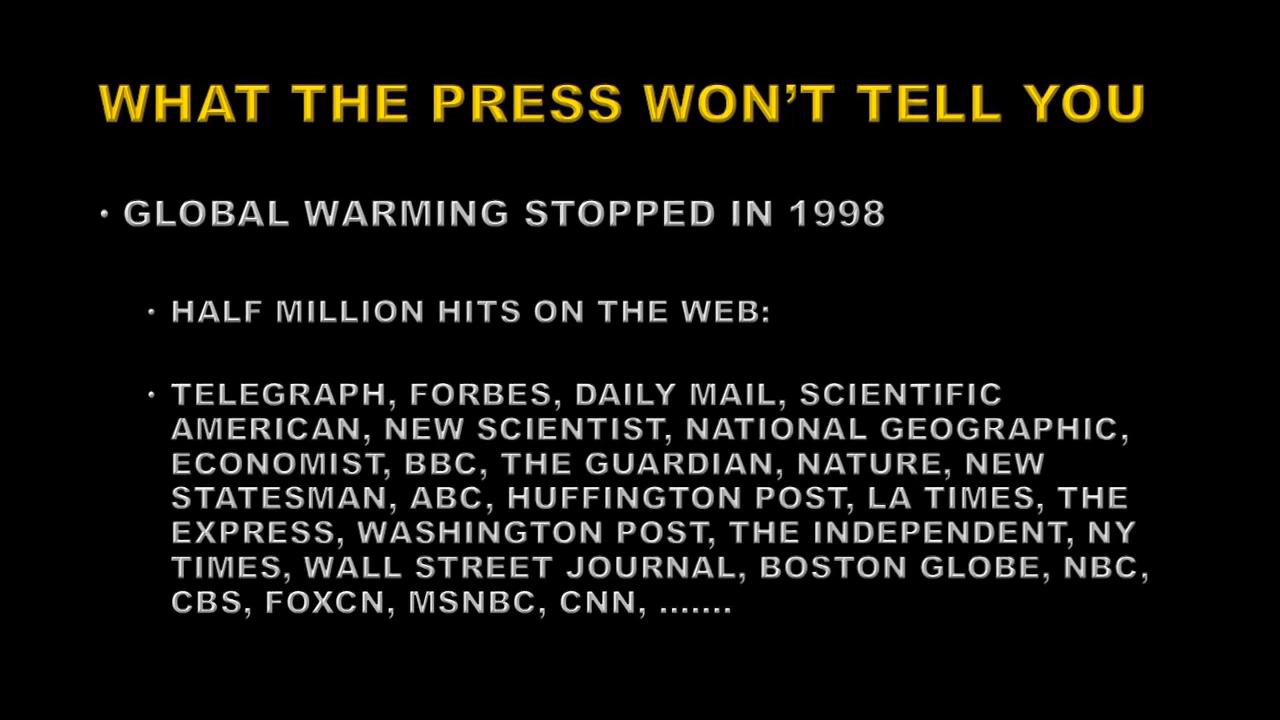 WHAT THE PRESS WON'T TELL YOU
• GLOBAL WARMING STOPPED IN 1998
• HALF MILLION HITS ON THE WEB:
• TELEGRAPH, FORBES, DAILY MAIL, SCIENTIFIC
AMERICAN, NEW SCIENTIST, NATIONAL GEOGRAPHIC,
ECONOMIST, BBC, THE GUARDIAN, NATURE, NEW
STATESMAN, ABC, HUFFINGTON POST, LA TIMES, THE
EXPRESS, WASHINGTON POST, THE INDEPENDENT, NY
TIMES, WALL STREET JOURNAL, BOSTON GLOBE, NBC,
CBS, FOXCN, MSNBC, CNN, .......